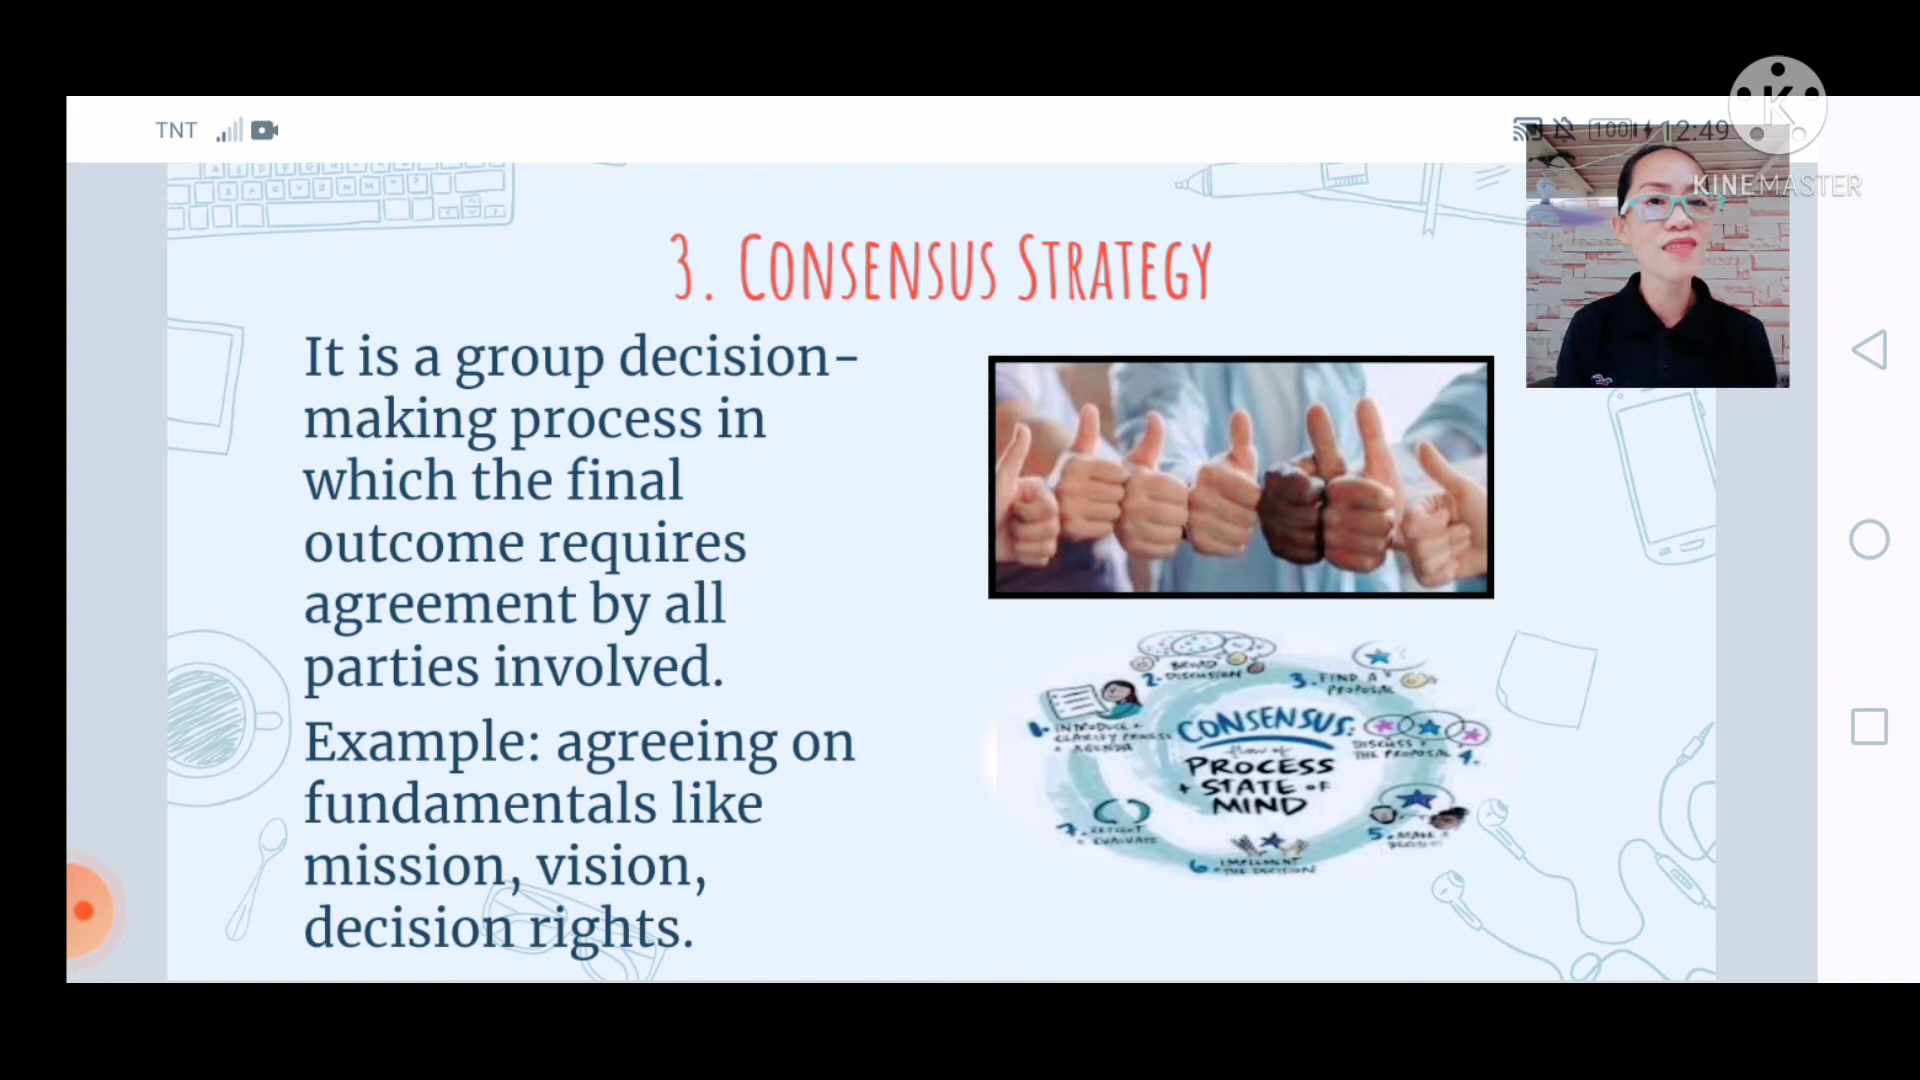 TNT
100
12:49
K
KINEMASTER
3. CONSENSUS STRATEGY
It is a group decision-
making process in
which the final
outcome requires
agreement by all
parties involved.
Example: agreeing on
fundamentals like
mission, vision,
decision rights.
2. BROAD
DISCUSSION
3. FIND A
PROPOSAL
1. INTRODUCE +
CLARIFY PROCESS
+ AGENDA
CONSENSUS:
PROCESS
+ STATE OF
MIND
DISCUSS
THE PROPOSAL 4.
5. MAKE A
6. IMPLEMENT
THE DECISION
7. REFLECT
+ EVALUATE